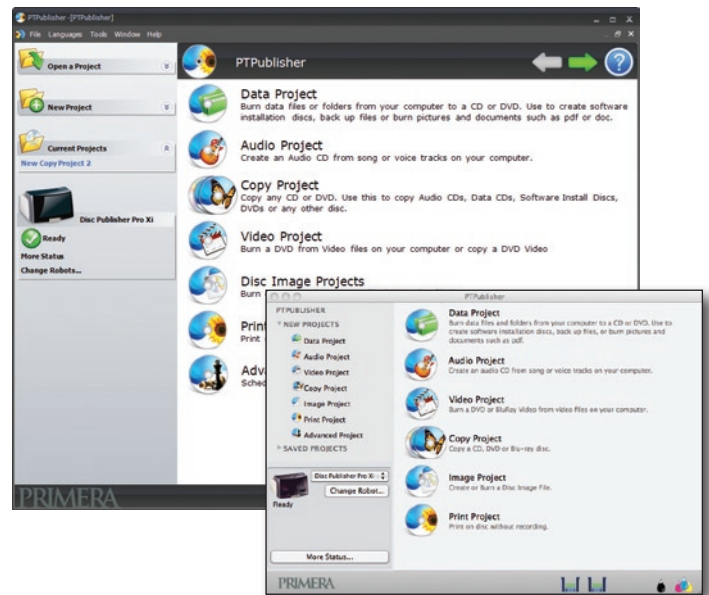 PTPublisher -[PTPublisher]
File Languages Tools Window Help
Open a Project
New Project
Current Projects
New Copy Project 2
Disc Publisher Pro Xi
Ready
More Status
Change Robots...
PRIMERA
PTPublisher
Data Project
Burn data files or folders from your computer to a CD or DVD. Use to create software
installation discs, back up files or burn pictures and documents such as pdf or doc.
Audio Project
Create an Audio CD from song or voice tracks on your computer.
Copy Project
Copy any CD or DVD. Use this to copy Audio CDs, Data CDs, Software Install Discs,
DVDs or any other disc.
Video Project
Burn a DVD from Video files on your computer or copy a DVD Video
Disc Image Projects
Burn
Print
Print
Adva
Sched
PTPublisher
PTPUBLISHER
NEW PROJECTS
Data Project
Audio Project
Video Project
Copy Project
Image Project
Print Project
Advanced Project
SAVED PROJECTS
Disc Publisher Pro Xi
Change Robot...
Ready
More Status...
PRIMERA
Data Project
Burn data files and folders from your computer to a CD or DVD. Use to
create software installation discs, back up files, or burn pictures and
documents such as pdf.
Audio Project
Create an audio CD from song or voice tracks on your computer.
Video Project
Burn a DVD or BluRay Video from video files on your computer.
Copy Project
Copy a CD, DVD or Blu-ray disc.
Image Project
Create or Burn a Disc Image File.
Print Project
Print on disc without recording.